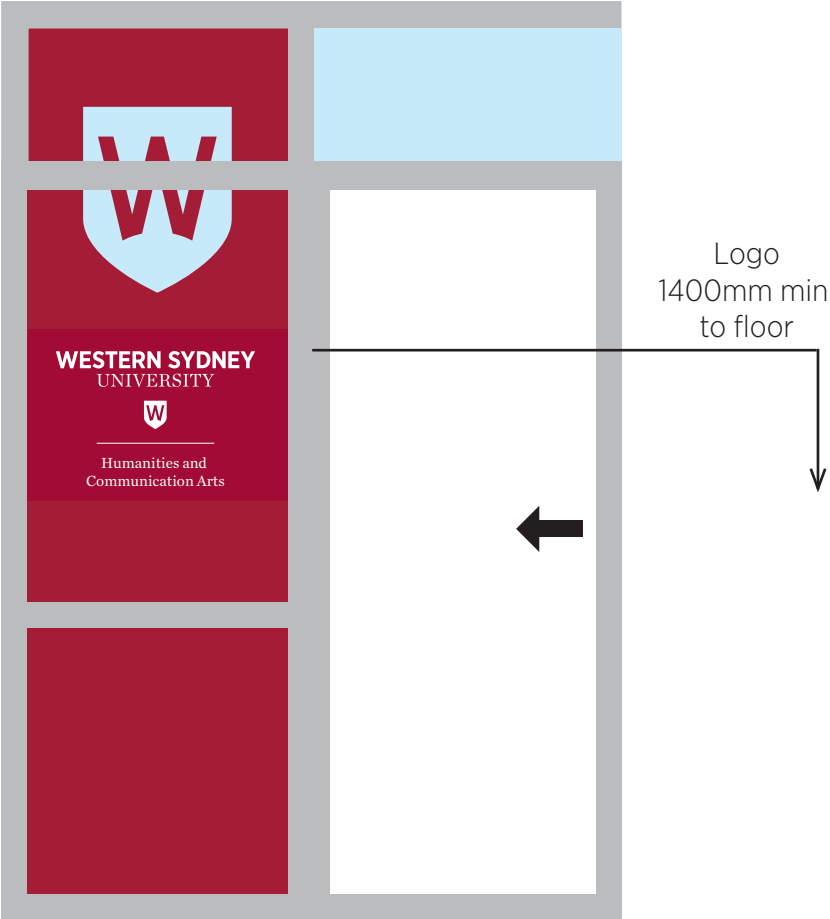 W
WESTERN SYDNEY
UNIVERSITY
W
Humanities and
Communication Arts
Logo
1400mm min
to floor